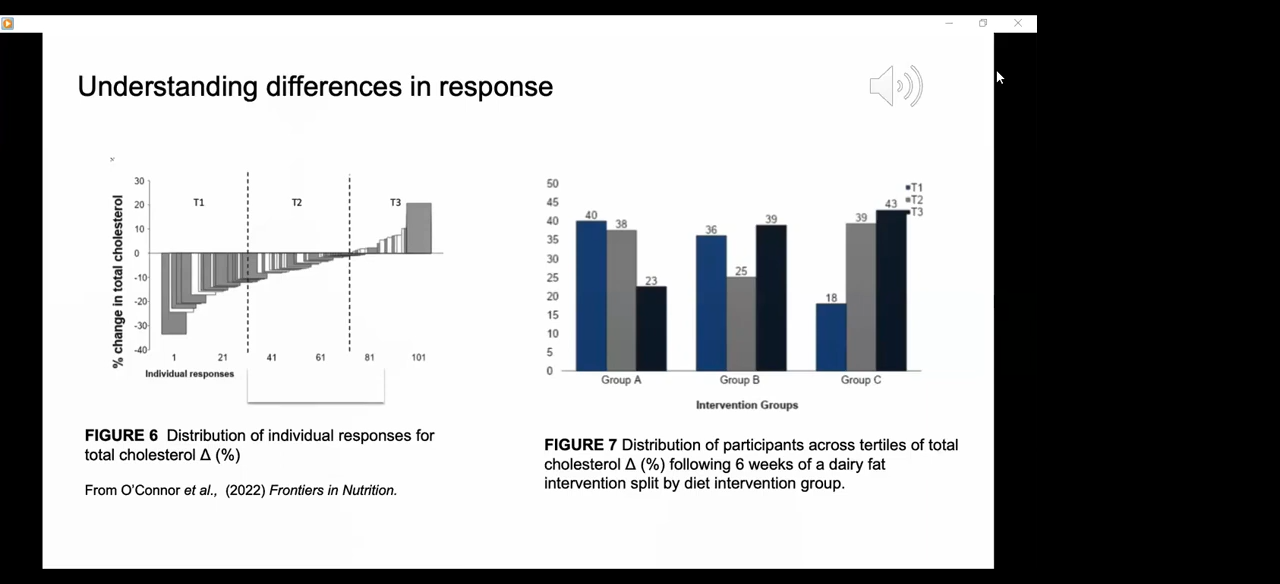 Understanding differences in response
% change in total cholesterol
30
20
10
0
-10
-20
-30
-40
T1
T2
T3
1
21
41
61
81
101
Individual responses
FIGURE 6 Distribution of individual responses for
total cholesterol Δ (%)
From O'Connor et al., (2022) Frontiers in Nutrition.
50
45
40
35
30
25
20
15
10
5
0
40
38
23
36
25
39
18
39
43
T1
T2
T3
Group A
Group B
Group C
Intervention Groups
FIGURE 7 Distribution of participants across tertiles of total
cholesterol Δ (%) following 6 weeks of a dairy fat
intervention split by diet intervention group.